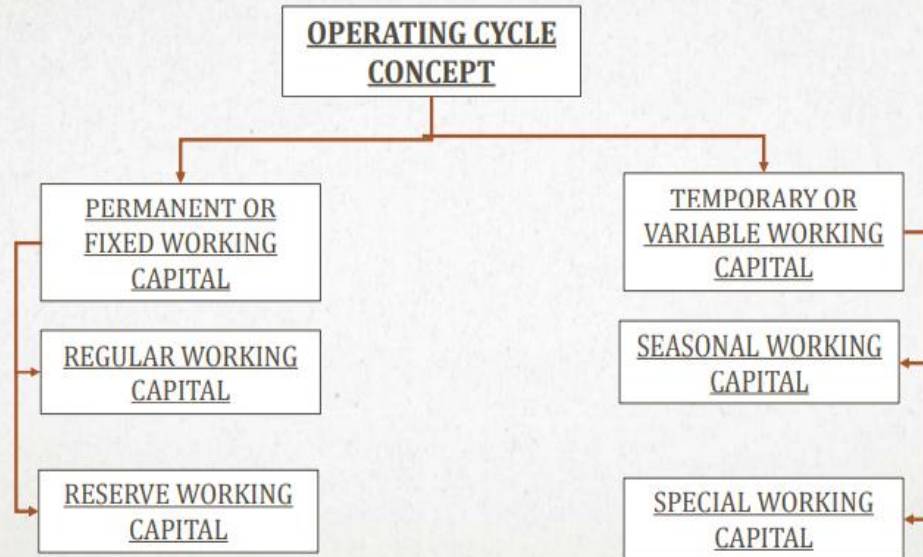 OPERATING CYCLE
CONCEPT
PERMANENT OR
FIXED WORKING
CAPITAL
REGULAR WORKING
CAPITAL
RESERVE WORKING
CAPITAL
TEMPORARY OR
VARIABLE WORKING
CAPITAL
SEASONAL WORKING
CAPITAL
SPECIAL WORKING
CAPITAL